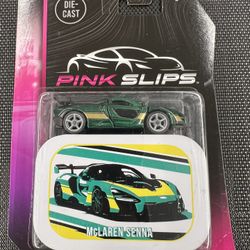 DIE-
CAST
PINK SLIPS
McLAREN SENNA